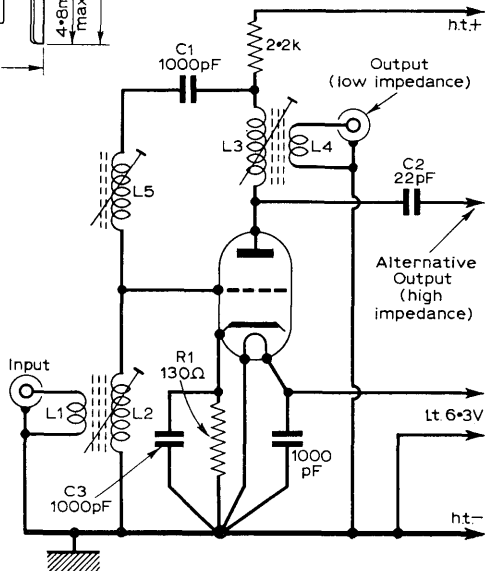 4·8m
max
C1
1000pF
2·2k
h.t.+
Output
(low impedance)
L3
L4
C2
22pF
L5
Alternative
Output
(high
impedance)
Input
R1
130Ω
L1
L2
l.t. 6·3V
1000
pF
C3
1000pF
h.t.−